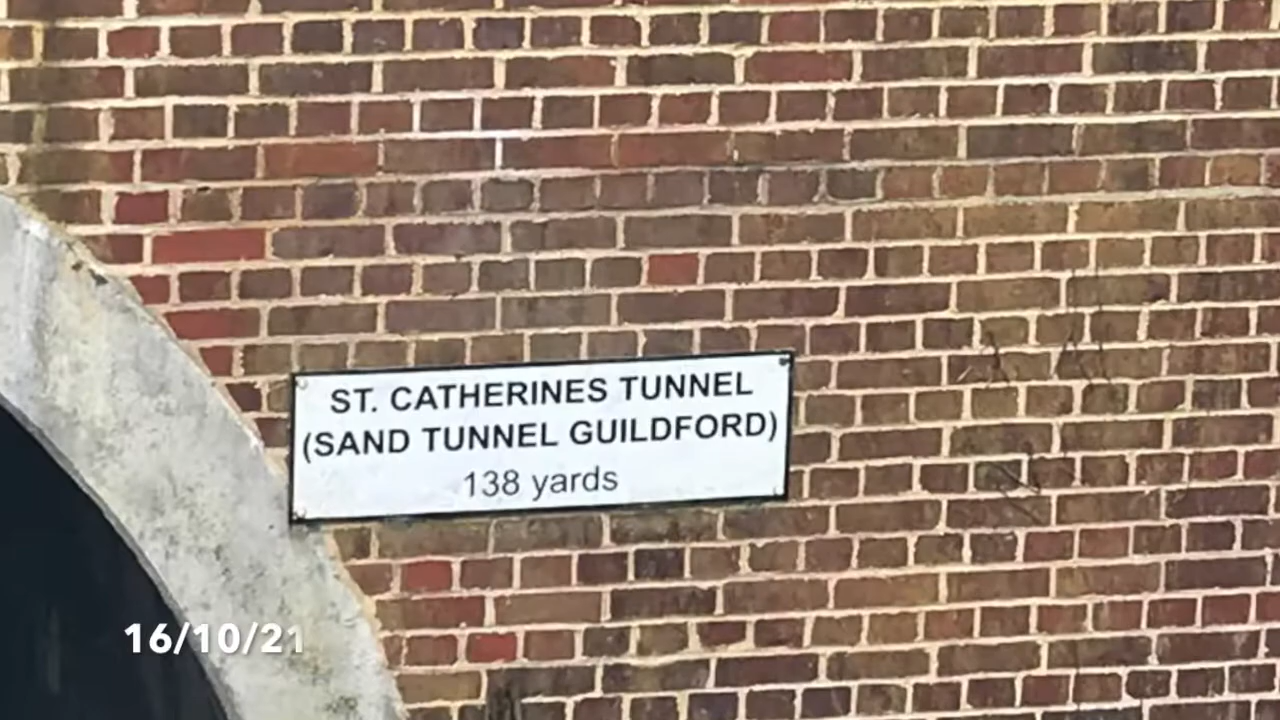 ST. CATHERINES TUNNEL
(SAND TUNNEL GUILDFORD)
138 yards
16/10/21